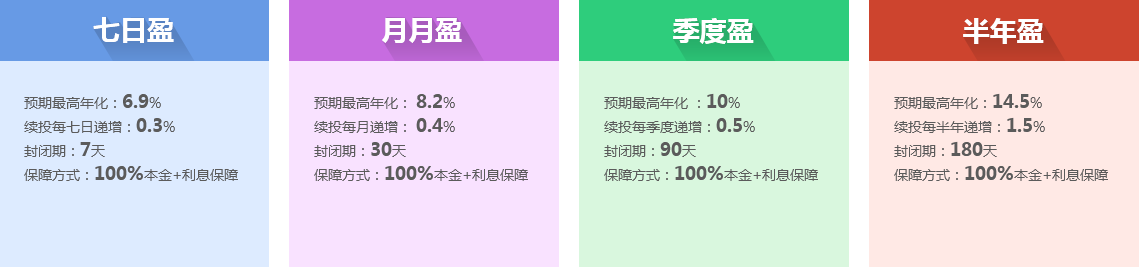 七日盈
预期最高年化：6.9%
续投每七日递增：0.3%
封闭期：7天
保障方式：100%本金+利息保障
月月盈
预期最高年化： 8.2%
续投每月递增： 0.4%
封闭期：30天
保障方式：100%本金+利息保障
季度盈
预期最高年化 ：10%
续投每季度递增：0.5%
封闭期：90天
保障方式：100%本金+利息保障
半年盈
预期最高年化：14.5%
续投每半年递增：1.5%
封闭期：180天
保障方式：100%本金+利息保障